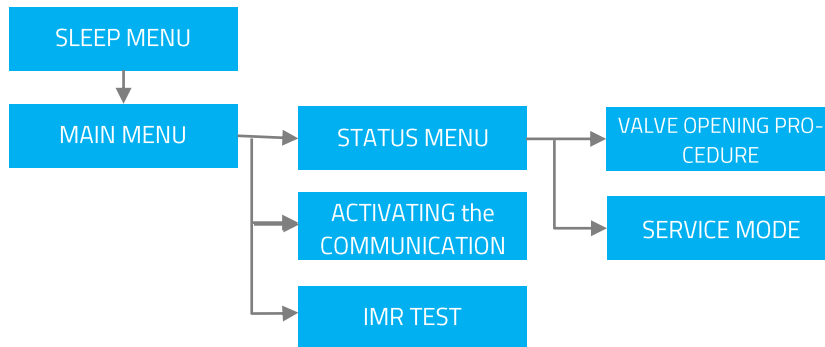 SLEEP MENU
MAIN MENU
STATUS MENU
VALVE OPENING PRO-
CEDURE
ACTIVATING the
COMMUNICATION
SERVICE MODE
IMR TEST